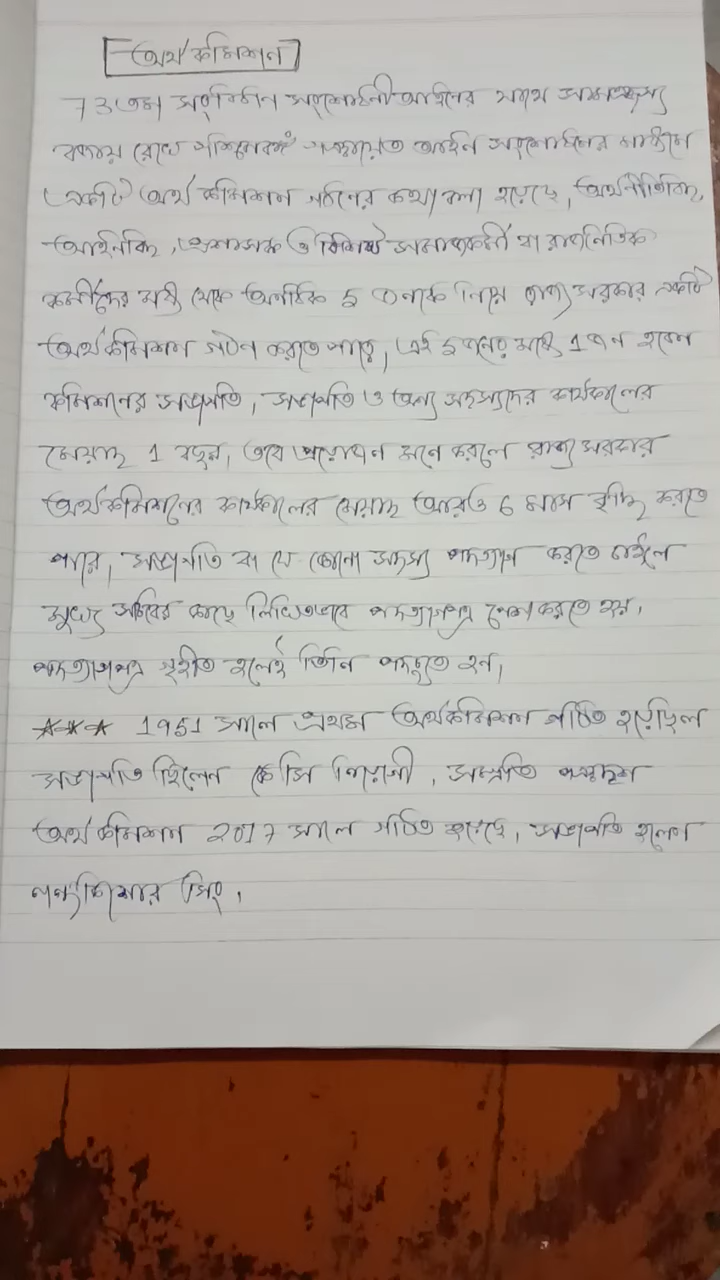 অর্থ কমিশন
73তম সংবিধান সংশোধনী আইনের সাথে সামঞ্জস্য
বজায় রেখে পশ্চিমবঙ্গ পঞ্চায়েত আইন সংশোধনের মাধ্যমে
একটি অর্থ কমিশন গঠনের কথা বলা হয়েছে, অর্থনীতিবিদ,
আইনবিদ, প্রশাসক ও বিশিষ্ট সমাজকর্মী বা রাজনৈতিক
কর্মীদের মধ্য থেকে অনধিক 5 জনকে নিয়ে রাজ্য সরকার একটি
অর্থকমিশন গঠন করতে পারে, এই 5 জনের মধ্যে 1 জন হবেন
কমিশনের সভাপতি, সভাপতি ও অন্য সদস্যদের কার্যকালের
মেয়াদ 1 বছর, তবে প্রয়োজন মনে করলে রাজ্য সরকার
অর্থকমিশনের কার্যকালের মেয়াদ আরও 6 মাস বৃদ্ধি করতে
পারে, সভাপতি বা যে কোনো সদস্য পদত্যাগ করতে চাইলে
মুখ্য সচিবের কাছে লিখিতভাবে পদত্যাগপত্র পেশ করতে হয়,
পদত্যাগপত্র গৃহীত হলেই তিনি পদচ্যুত হন,
*** 1951 সালে প্রথম অর্থকমিশন গঠিত হয়েছিল
সভাপতি ছিলেন কে সি নিয়োগী, সম্প্রতি পঞ্চদশ
অর্থ কমিশন 2017 সালে গঠিত হয়েছে, সভাপতি হলেন
নন্দকিশোর সিং,